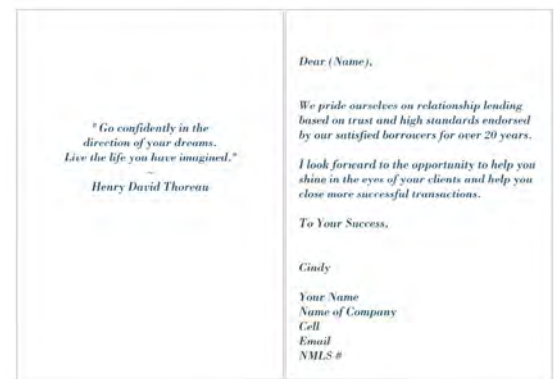 " Go confidently in the
direction of your dreams.
Live the life you have imagined."
~
Henry David Thoreau
Dear (Name),
We pride ourselves on relationship lending
based on trust and high standards endorsed
by our satisfied borrowers for over 20 years.
I look forward to the opportunity to help you
shine in the eyes of your clients and help you
close more successful transactions.
To Your Success,
Cindy
Your Name
Name of Company
Cell
Email
NMLS #